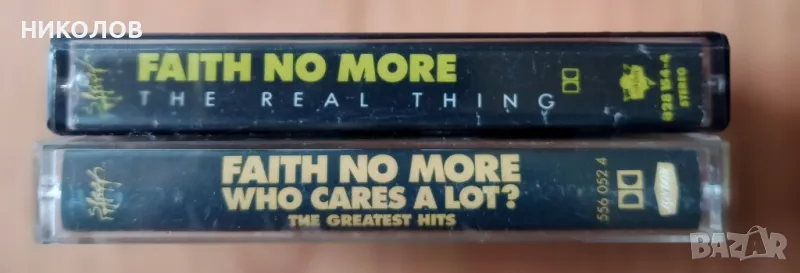 НИКОЛОВ
FAITH NO MORE
THE REAL THING
828 154-4
STEREO
FAITH NO MORE
WHO CARES A LOT?
THE GREATEST HITS
556 052 4
BAZAR